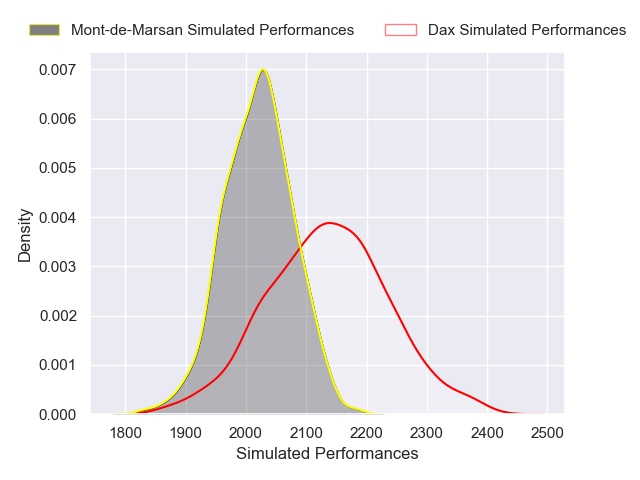 Mont-de-Marsan Simulated Performances Dax Simulated Performances
0.007
0.006
0.005
0.004
0.003
0.002
0.001
0.000
Density
1800 1900 2000 2100 2200 2300 2400 2500
Simulated Performances